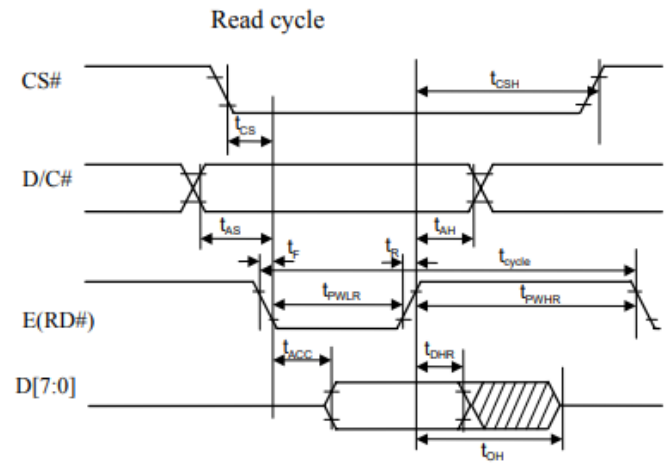 Read cycle
CS#
tCSH
tCS
D/C#
tAS
tAH
tF
tR
tcycle
E(RD#)
tPWLR
tPWHR
tACC
tDHR
D[7:0]
tOH